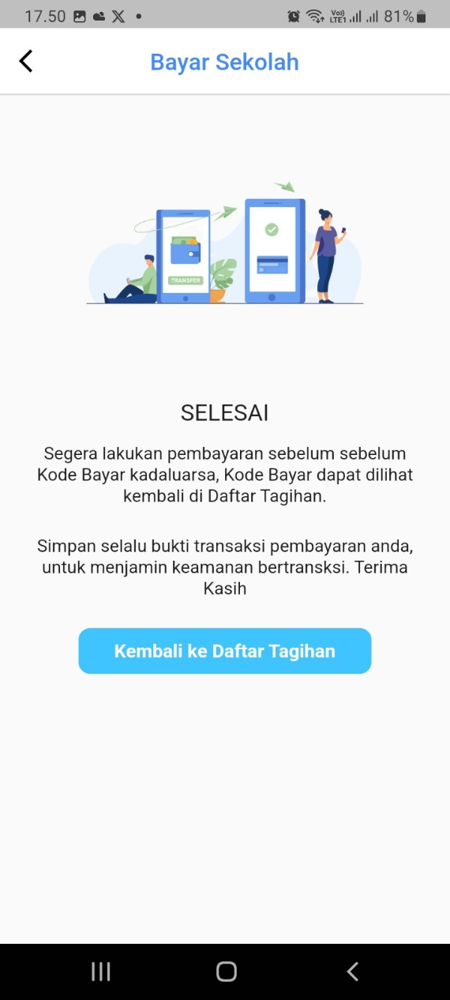 17.50
Vo))
LTE1
81%
Bayar Sekolah
TRANSFER
SELESAI
Segera lakukan pembayaran sebelum sebelum
Kode Bayar kadaluarsa, Kode Bayar dapat dilihat
kembali di Daftar Tagihan.
Simpan selalu bukti transaksi pembayaran anda,
untuk menjamin keamanan bertransksi. Terima
Kasih
Kembali ke Daftar Tagihan